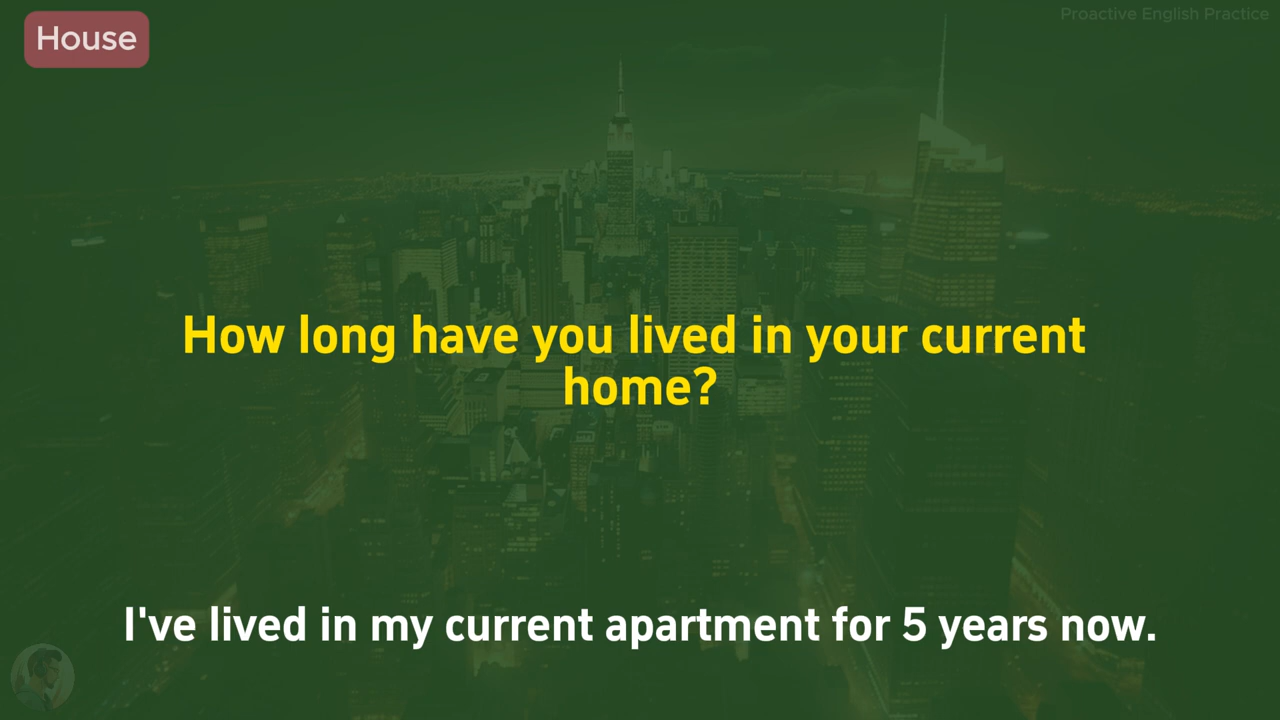 House
Proactive English Practice
How long have you lived in your current
home?
I've lived in my current apartment for 5 years now.